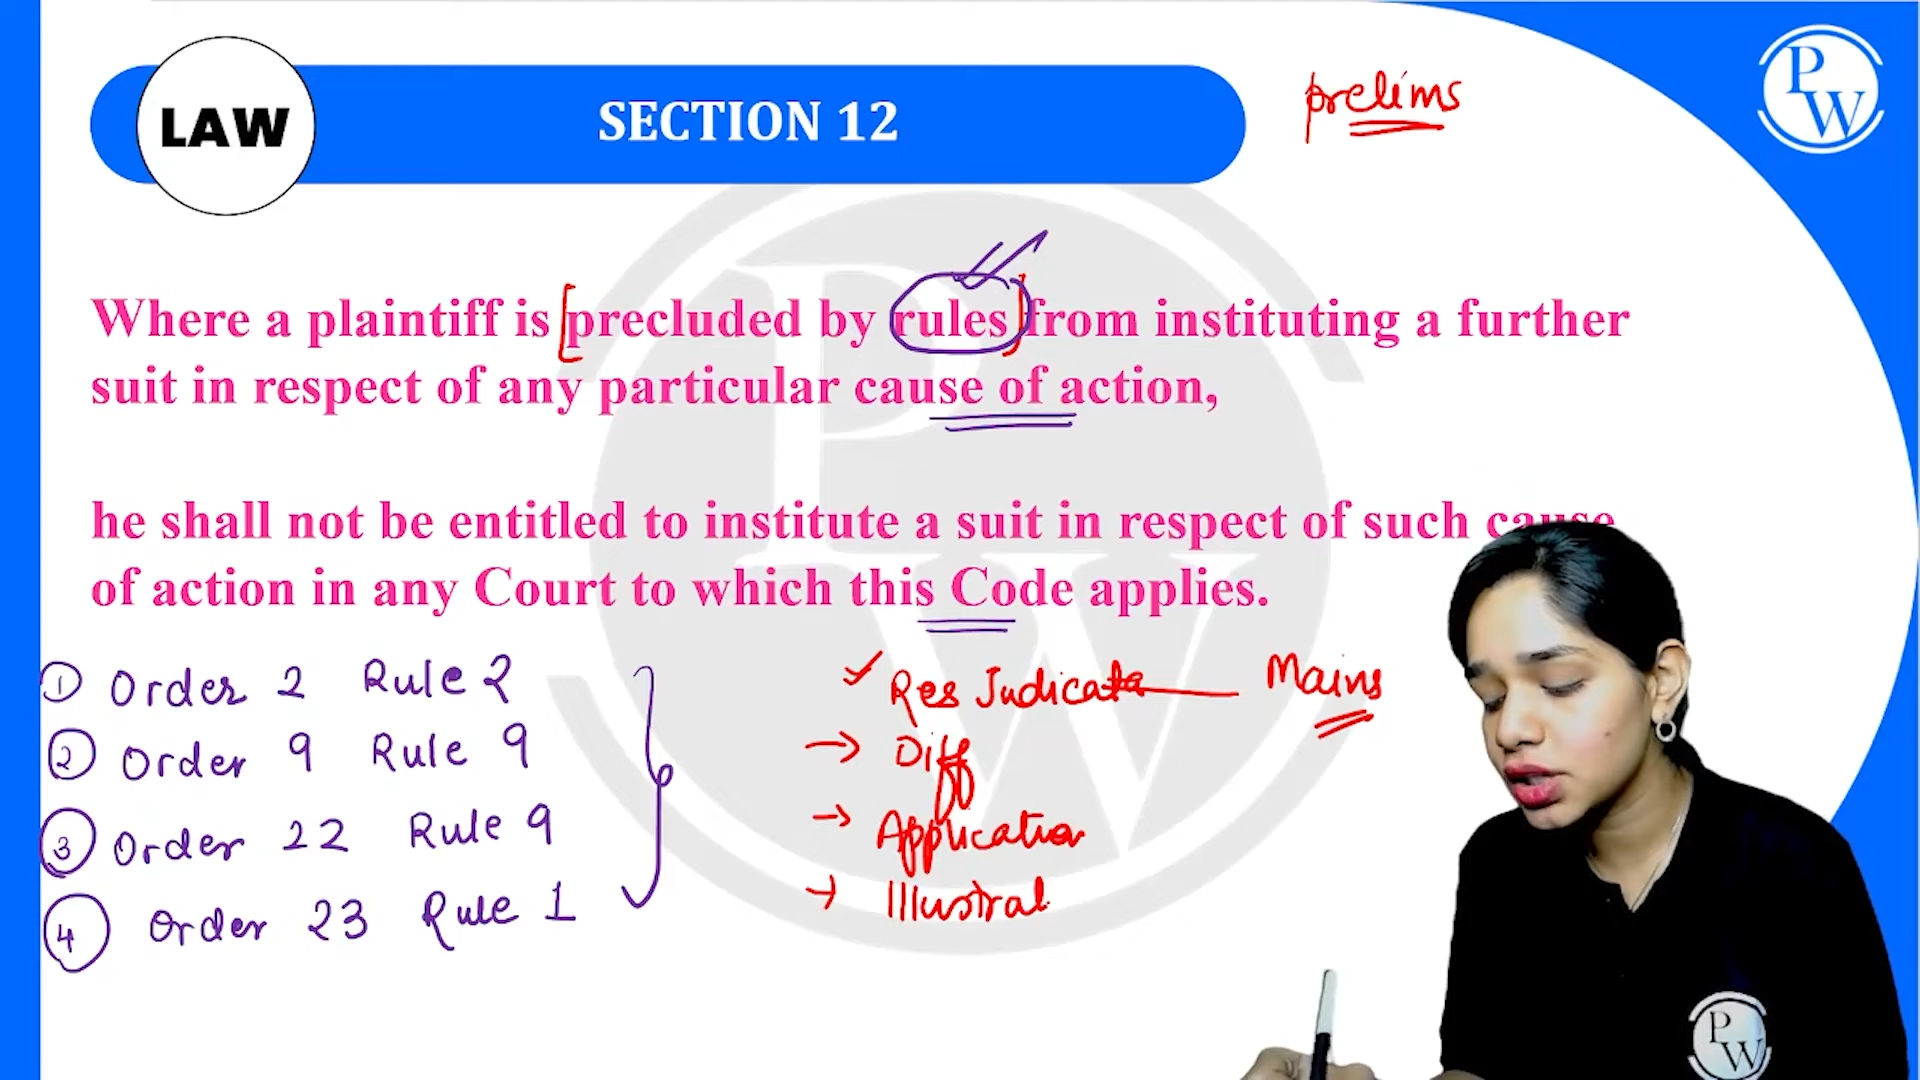 LAW
SECTION 12
prelims
PW
Where a plaintiff is [precluded by rules] from instituting a further
suit in respect of any particular cause of action,
he shall not be entitled to institute a suit in respect of such cause
of action in any Court to which this Code applies.
① Order 2 Rule 2
② Order 9 Rule 9
③ Order 22 Rule 9
④ Order 23 Rule 1
✓ Res Judicata — Mains
→ Diff
→ Application
→ Illustrat
PW